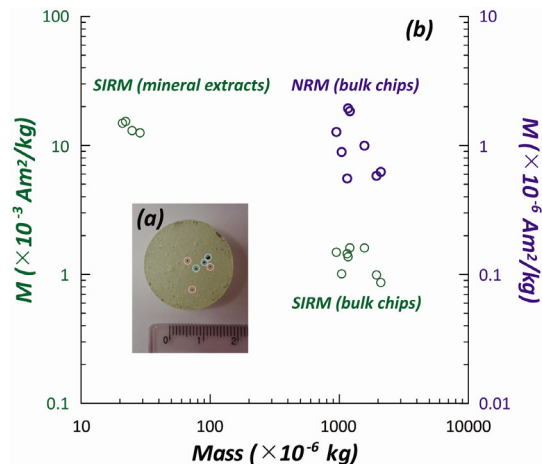 100
10
(b)
SIRM (mineral extracts)
NRM (bulk chips)
M (×10⁻³ Am²/kg)
M (×10⁻⁶ Am²/kg)
10
1
(a)
1
0.1
SIRM (bulk chips)
0 1 2
0.1
0.01
10 100 1000 10000
Mass (×10⁻⁶ kg)